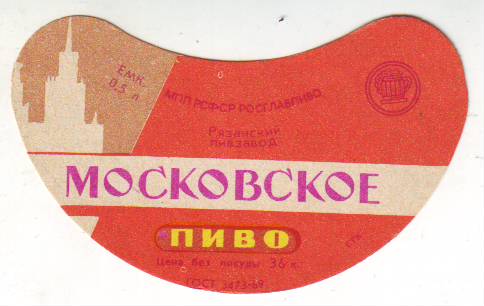 Емк.
0,5 л
МПП РСФСР РОСГЛАВПИВО
Рязанский
пивзавод
МОСКОВСКОЕ
ПИВО
Цена без посуды 36 к.
ГОСТ 3473-69